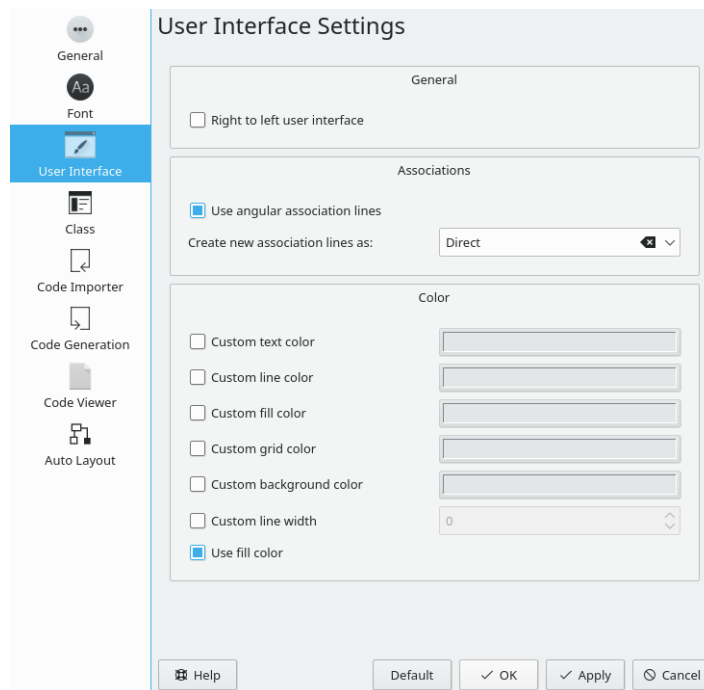 General
Aa
Font
User Interface
Class
Code Importer
Code Generation
Code Viewer
Auto Layout
User Interface Settings
General
Right to left user interface
Associations
Use angular association lines
Create new association lines as: Direct
Color
Custom text color
Custom line color
Custom fill color
Custom grid color
Custom background color
Custom line width 0
Use fill color
Help Default OK Apply Cancel